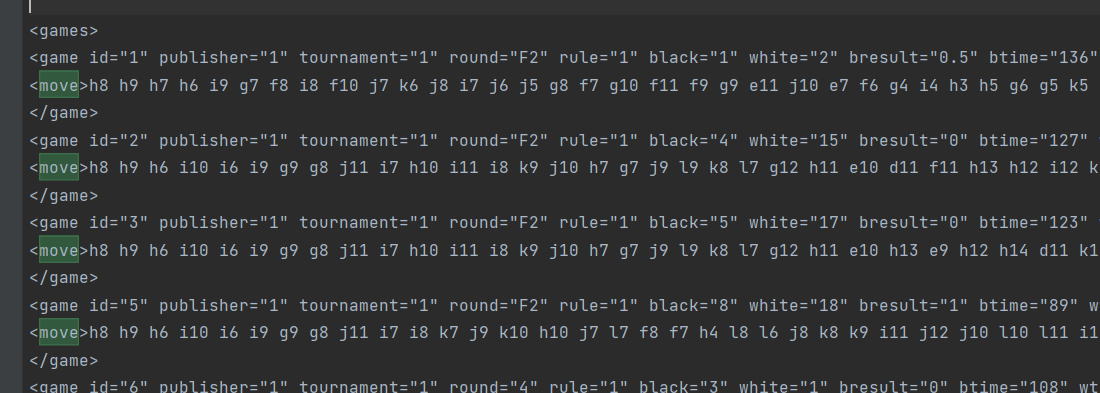 <games>
<game id="1" publisher="1" tournament="1" round="F2" rule="1" black="1" white="2" bresult="0.5" btime="136"
<move>h8 h9 h7 h6 i9 g7 f8 i8 f10 j7 k6 j8 i7 j6 j5 g8 f7 g10 f11 f9 g9 e11 j10 e7 f6 g4 i4 h3 h5 g6 g5 k5
</game>
<game id="2" publisher="1" tournament="1" round="F2" rule="1" black="4" white="15" bresult="0" btime="127"
<move>h8 h9 h6 i10 i6 i9 g9 g8 j11 i7 h10 i11 i8 k9 j10 h7 g7 j9 l9 k8 l7 g12 h11 e10 d11 f11 h13 h12 i12 k
</game>
<game id="3" publisher="1" tournament="1" round="F2" rule="1" black="5" white="17" bresult="0" btime="123"
<move>h8 h9 h6 i10 i6 i9 g9 g8 j11 i7 h10 i11 i8 k9 j10 h7 g7 j9 l9 k8 l7 g12 h11 e10 h13 e9 h12 h14 d11 k1
</game>
<game id="5" publisher="1" tournament="1" round="F2" rule="1" black="8" white="18" bresult="1" btime="89" w
<move>h8 h9 h6 i10 i6 i9 g9 g8 j11 i7 i8 k7 j9 k10 h10 j7 l7 f8 f7 h4 l8 l6 j8 k8 k9 i11 j12 j10 l10 l11 i1
</game>
<game id="6" publisher="1" tournament="1" round="4" rule="1" black="3" white="1" bresult="0" btime="108" wt